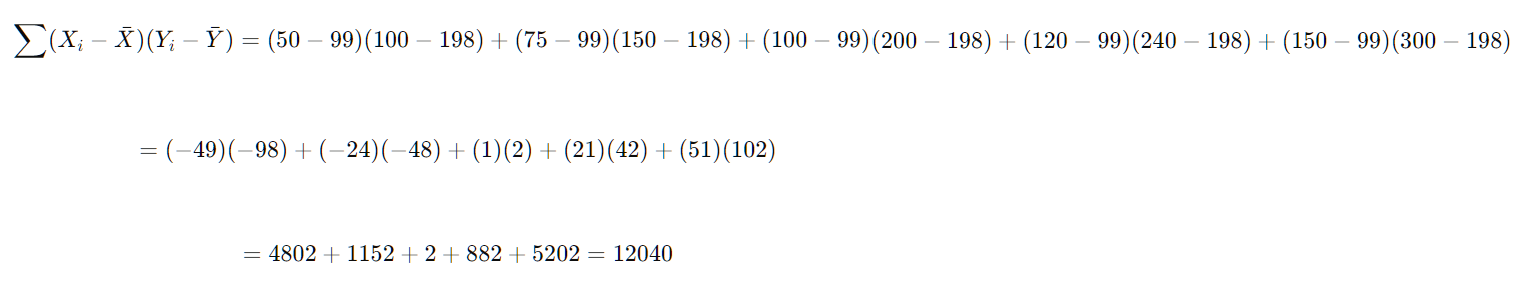 ∑(Xᵢ − X̄)(Yᵢ − Ȳ) = (50 − 99)(100 − 198) + (75 − 99)(150 − 198) + (100 − 99)(200 − 198) + (120 − 99)(240 − 198) + (150 − 99)(300 − 198)
= (−49)(−98) + (−24)(−48) + (1)(2) + (21)(42) + (51)(102)
= 4802 + 1152 + 2 + 882 + 5202 = 12040